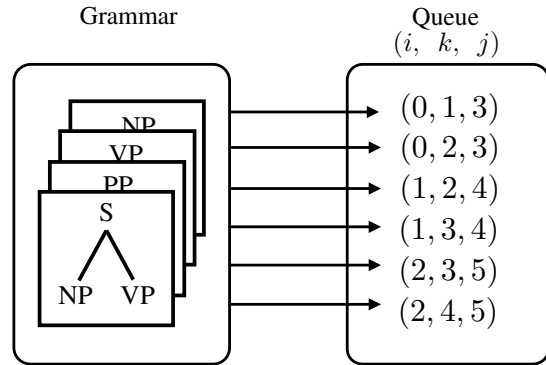 Grammar
Queue
(i, k, j)
NP
VP
PP
S
NP VP
(0, 1, 3)
(0, 2, 3)
(1, 2, 4)
(1, 3, 4)
(2, 3, 5)
(2, 4, 5)